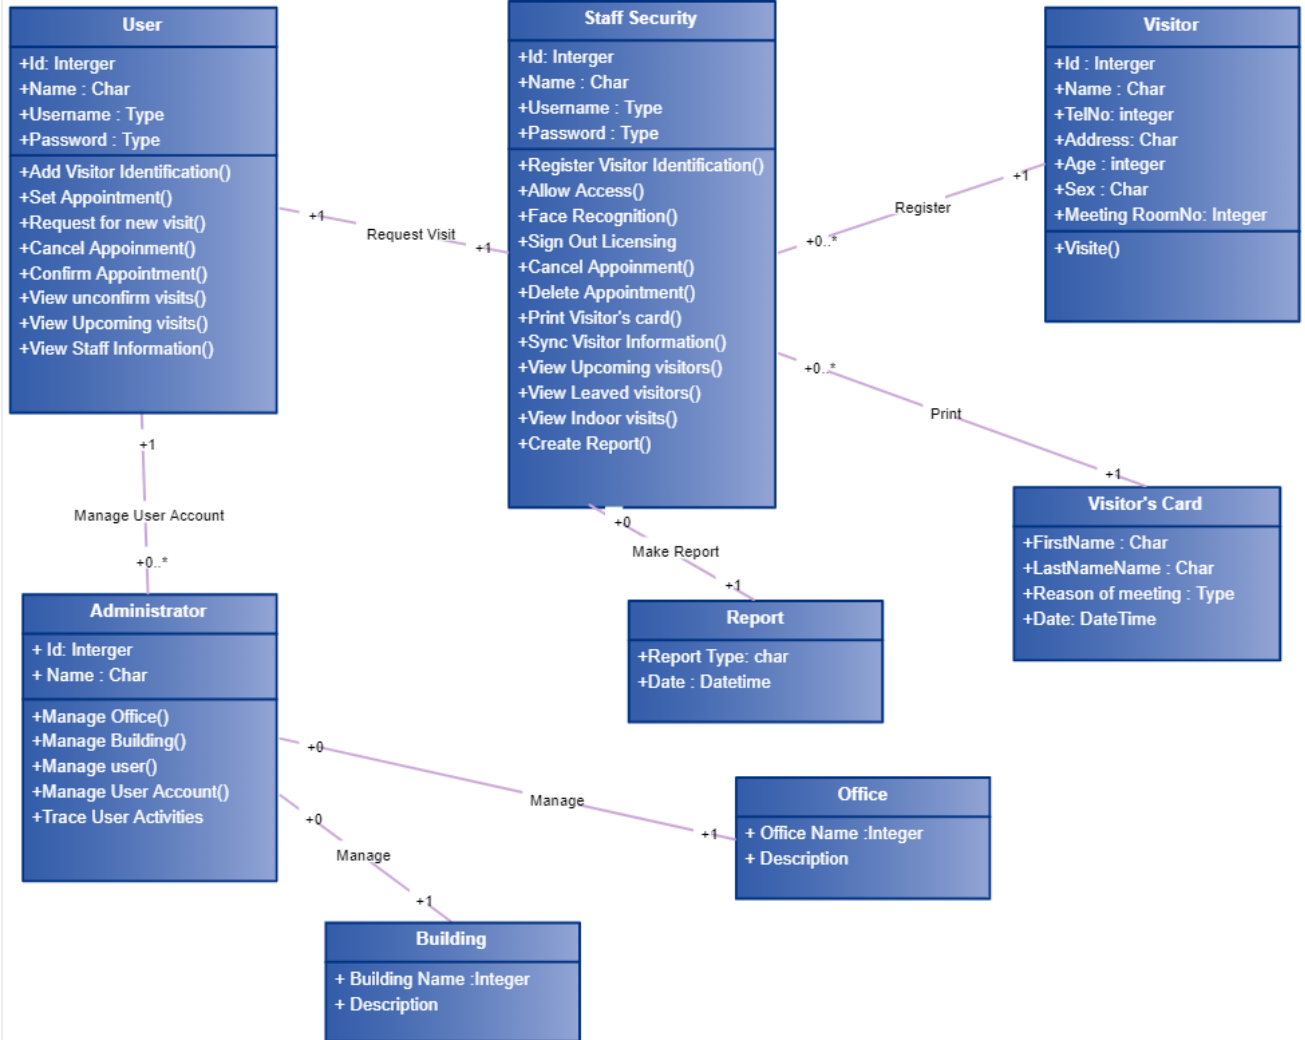 User
+Id: Interger
+Name : Char
+Username : Type
+Password : Type
+Add Visitor Identification()
+Set Appointment()
+Request for new visit()
+Cancel Appoinment()
+Confirm Appointment()
+View unconfirm visits()
+View Upcoming visits()
+View Staff Information()
Staff Security
+Id: Interger
+Name : Char
+Username : Type
+Password : Type
+Register Visitor Identification()
+Allow Access()
+Face Recognition()
+Sign Out Licensing
+Cancel Appoinment()
+Delete Appointment()
+Print Visitor's card()
+Sync Visitor Information()
+View Upcoming visitors()
+View Leaved visitors()
+View Indoor visits()
+Create Report()
Visitor
+Id : Interger
+Name : Char
+TelNo: integer
+Address: Char
+Age : integer
+Sex : Char
+Meeting RoomNo: Integer
+Visite()
+1
Request Visit
+1
+1
Register
+0..*
+0..*
Print
+1
Visitor's Card
+FirstName : Char
+LastNameName : Char
+Reason of meeting : Type
+Date: DateTime
+1
Manage User Account
+0..*
+0
Make Report
+1
Report
+Report Type: char
+Date : Datetime
Administrator
+ Id: Interger
+ Name : Char
+Manage Office()
+Manage Building()
+Manage user()
+Manage User Account()
+Trace User Activities
+0
Manage
+1
Office
+ Office Name :Integer
+ Description
+0
Manage
+1
Building
+ Building Name :Integer
+ Description